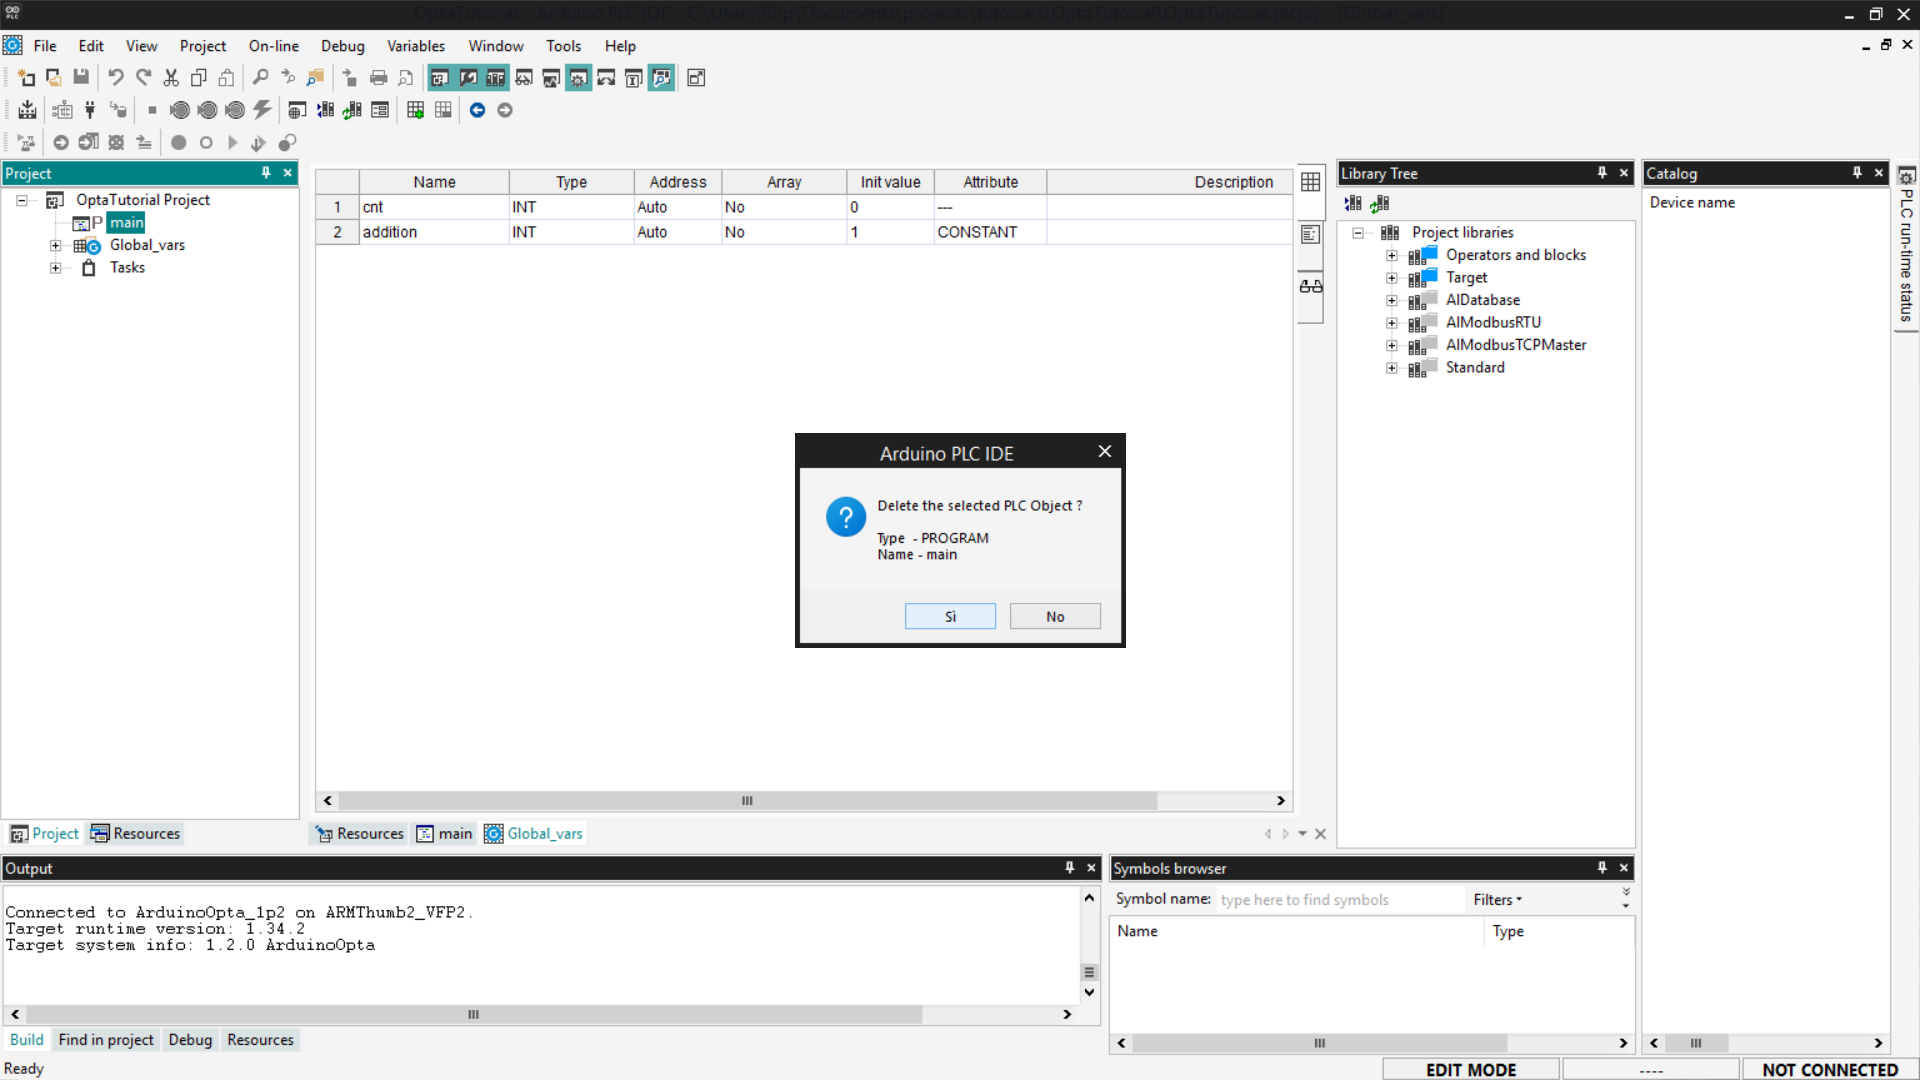 OptaTutorial - Arduino PLC IDE - C:\Users\filip\Documents\projects\tutorials\OptaTutorial\OptaTutorial.plcprj - [Global_vars]
File Edit View Project On-line Debug Variables Window Tools Help
Project
OptaTutorial Project
P main
Global_vars
Tasks
Name Type Address Array Init value Attribute Description
1 cnt INT Auto No 0 ---
2 addition INT Auto No 1 CONSTANT
Library Tree
Project libraries
Operators and blocks
Target
AlDatabase
AlModbusRTU
AlModbusTCPMaster
Standard
Catalog
Device name
PLC run-time status
Arduino PLC IDE
Delete the selected PLC Object ?
Type - PROGRAM
Name - main
Sì No
Project Resources
Resources main Global_vars
Output
Connected to ArduinoOpta_1p2 on ARMThumb2_VFP2.
Target runtime version: 1.34.2
Target system info: 1.2.0 ArduinoOpta
Build Find in project Debug Resources
Symbols browser
Symbol name: type here to find symbols Filters
Name Type
Ready
EDIT MODE ---- NOT CONNECTED